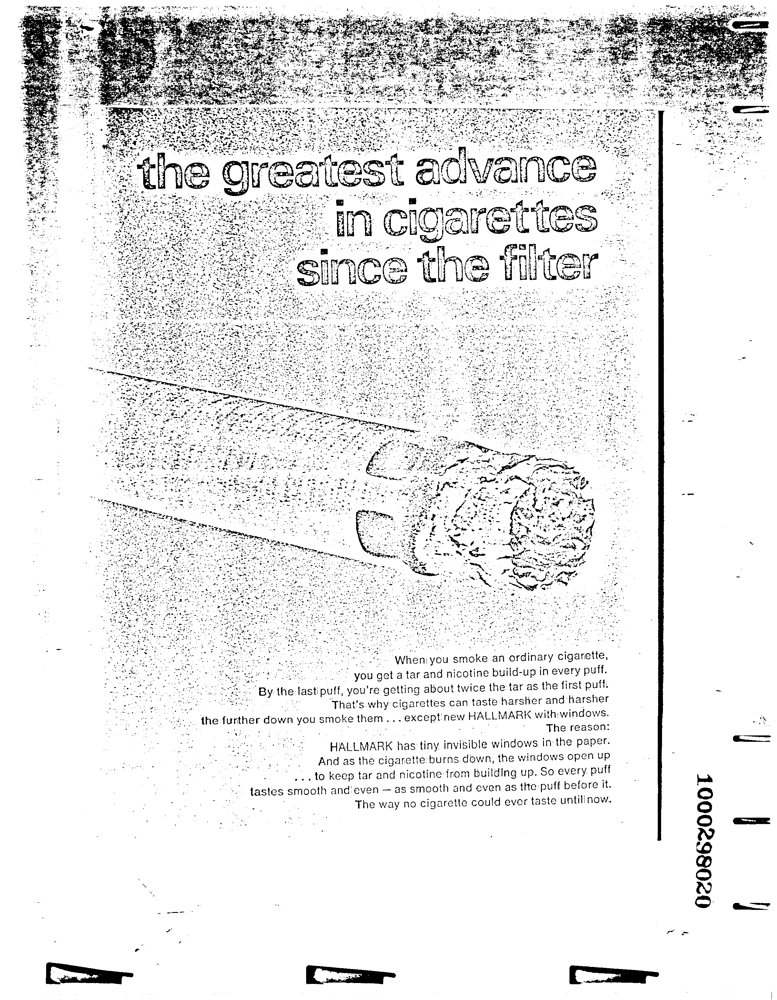 the greatest advance
in cigarettes
since the filter
When you smoke an ordinary cigarette,
you get a tar and nicotine build-up in every puff.
By the last puff, you're getting about twice the tar as the first puff.
That's why cigarettes can taste harsher and harsher
the further down you smoke them . . . except new HALLMARK with windows.
The reason:
HALLMARK has tiny invisible windows in the paper.
And as the cigarette burns down, the windows open up
. . . to keep tar and nicotine from building up. So every puff
tastes smooth and even — as smooth and even as the puff before it.
The way no cigarette could ever taste until now.
1000298020